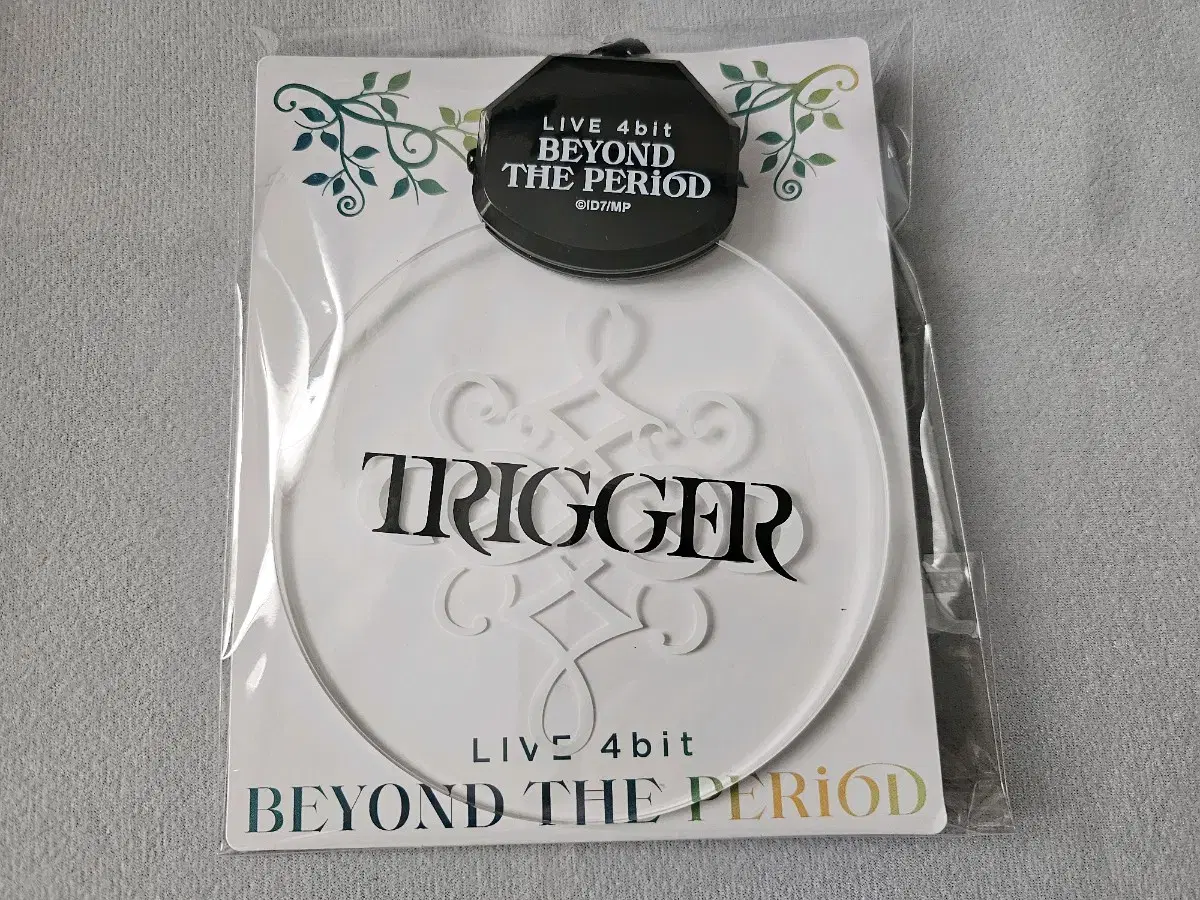 LIVE 4bit
BEYOND
THE PERiOD
©ID7/MP
TRIGGER
LIVE 4bit
BEYOND THE PERiOD